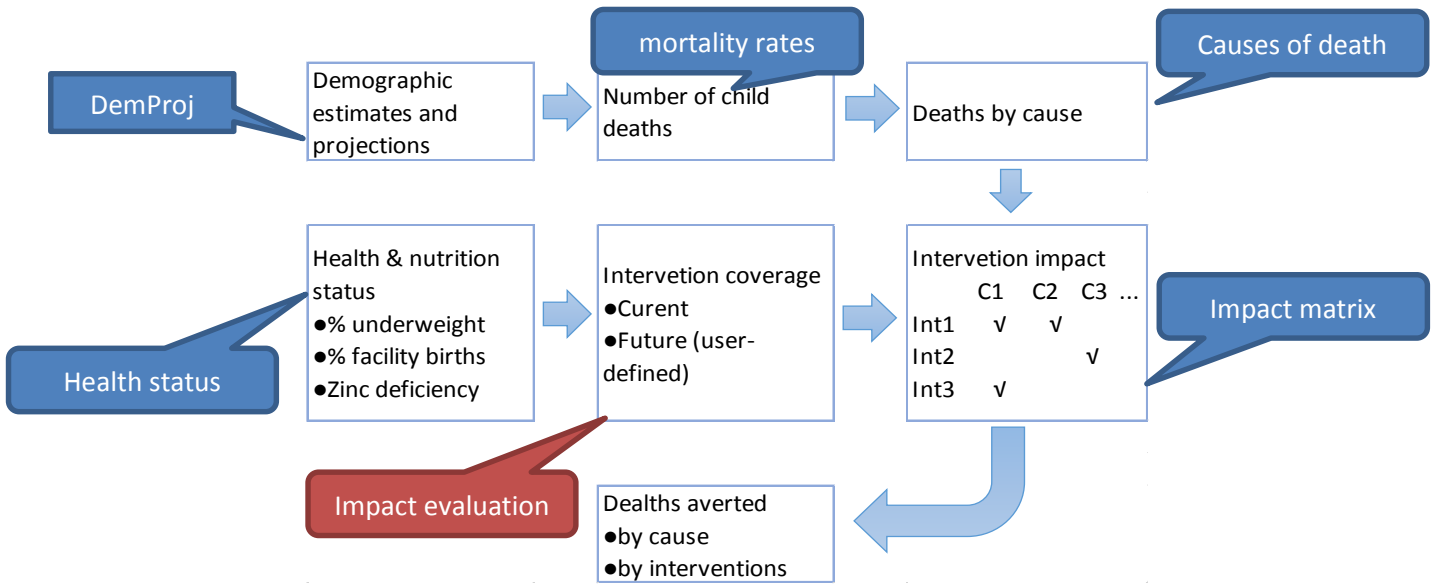 mortality rates
Causes of death
DemProj
Demographic
estimates and
projections
Number of child
deaths
Deaths by cause
Health & nutrition
status
●% underweight
●% facility births
●Zinc deficiency
Health status
Intervetion coverage
●Curent
●Future (user-
defined)
Intervetion impact
C1 C2 C3 ...
Int1 √ √
Int2 √
Int3 √
Impact matrix
Impact evaluation
Dealths averted
●by cause
●by interventions